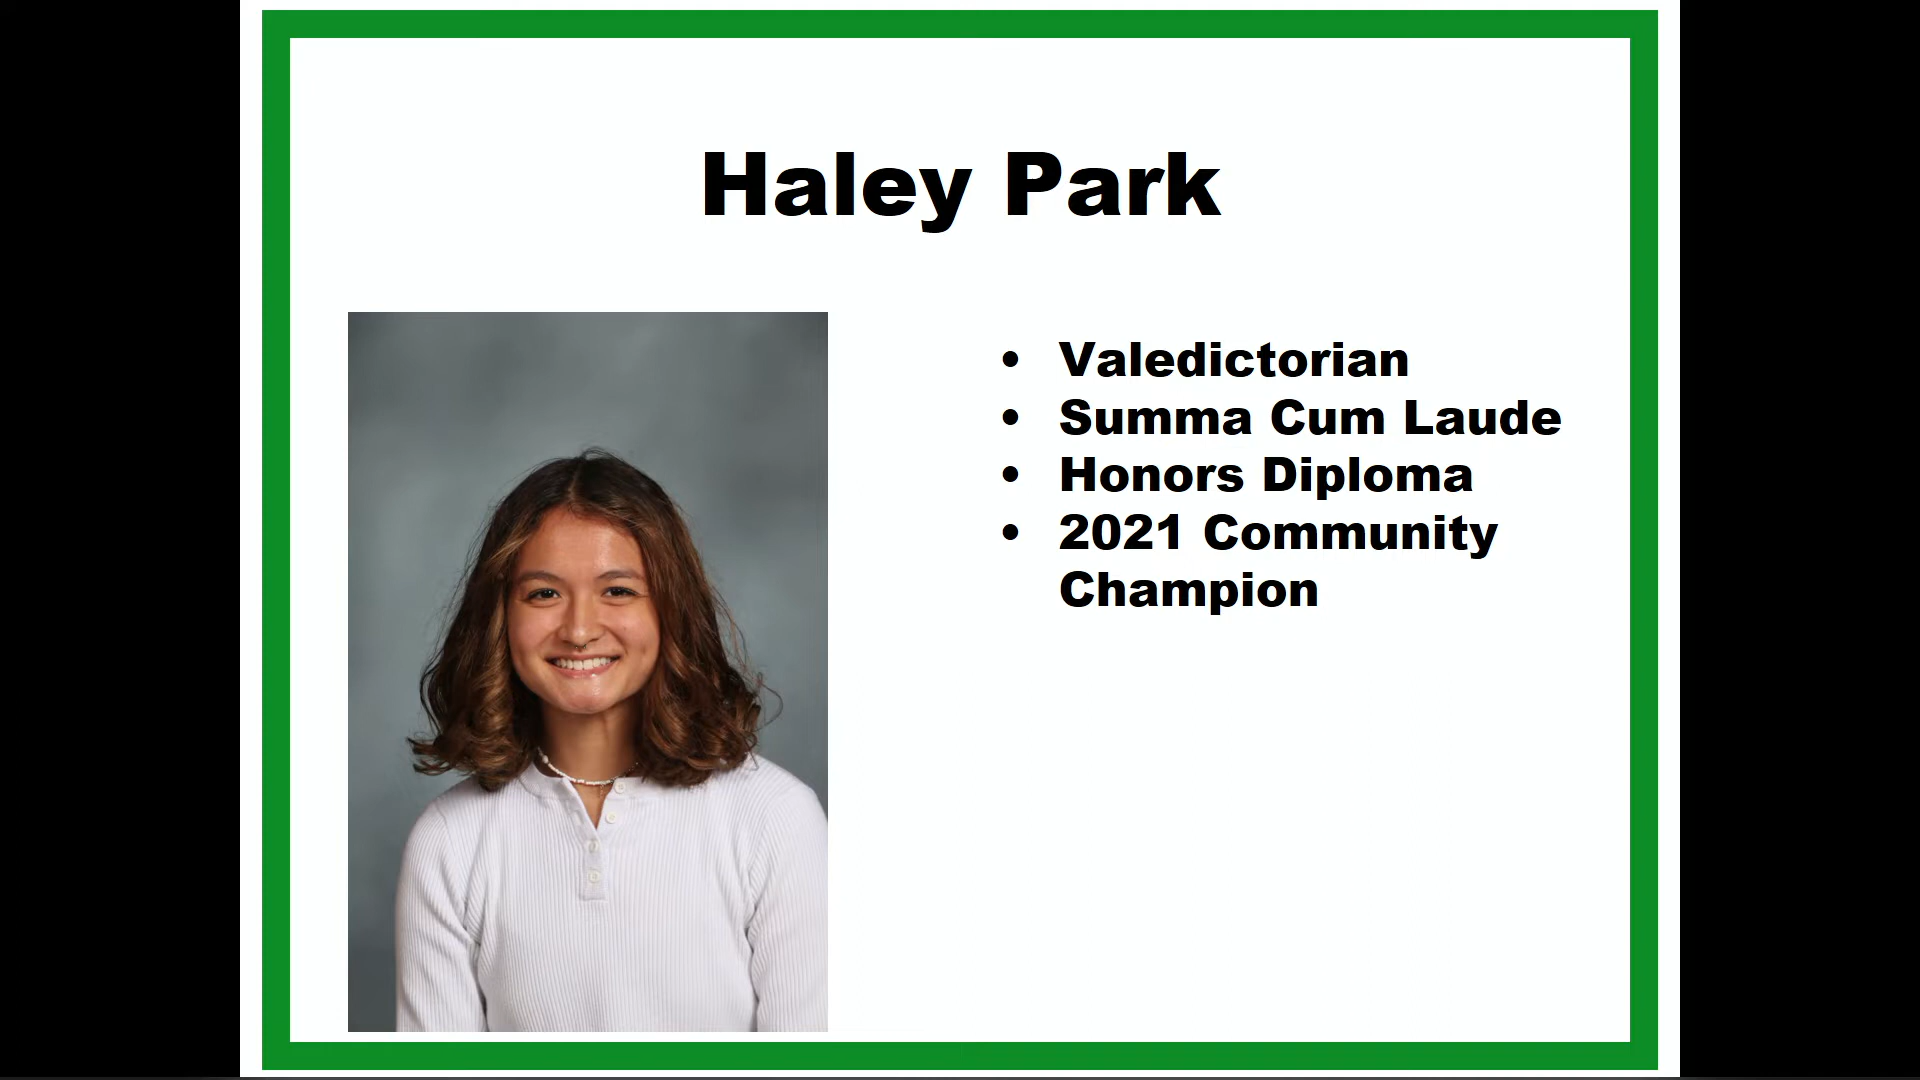 Haley Park
• Valedictorian
• Summa Cum Laude
• Honors Diploma
• 2021 Community
Champion